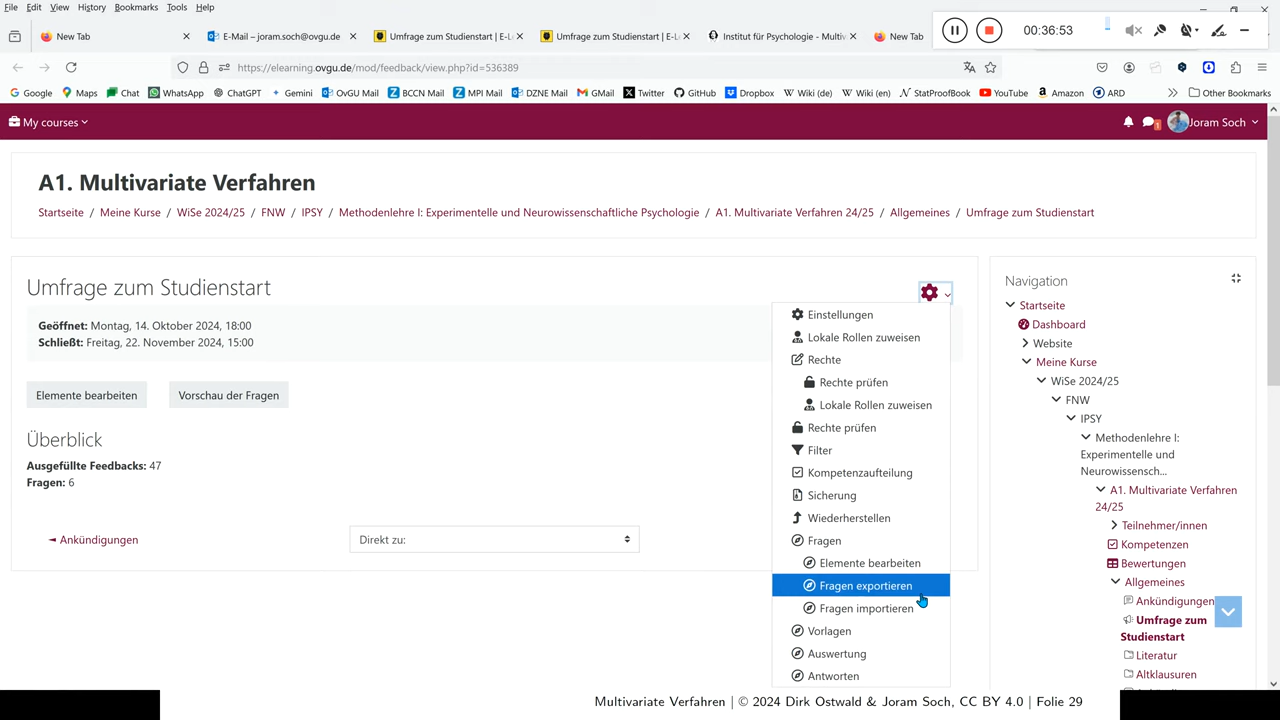 File Edit View History Bookmarks Tools Help
New Tab
E-Mail – joram.soch@ovgu.de
Umfrage zum Studienstart | E-L
Umfrage zum Studienstart | E-L
Institut für Psychologie - Multiv
New Tab
00:36:53
https://elearning.ovgu.de/mod/feedback/view.php?id=536389
Google Maps Chat WhatsApp ChatGPT Gemini OvGU Mail BCCN Mail MPI Mail DZNE Mail GMail Twitter GitHub Dropbox Wiki (de) Wiki (en) StatProofBook YouTube Amazon ARD Other Bookmarks
My courses
1
Joram Soch
A1. Multivariate Verfahren
Startseite / Meine Kurse / WiSe 2024/25 / FNW / IPSY / Methodenlehre I: Experimentelle und Neurowissenschaftliche Psychologie / A1. Multivariate Verfahren 24/25 / Allgemeines / Umfrage zum Studienstart
Umfrage zum Studienstart
Geöffnet: Montag, 14. Oktober 2024, 18:00
Schließt: Freitag, 22. November 2024, 15:00
Elemente bearbeiten
Vorschau der Fragen
Überblick
Ausgefüllte Feedbacks: 47
Fragen: 6
◄ Ankündigungen
Direkt zu:
Einstellungen
Lokale Rollen zuweisen
Rechte
Rechte prüfen
Lokale Rollen zuweisen
Rechte prüfen
Filter
Kompetenzaufteilung
Sicherung
Wiederherstellen
Fragen
Elemente bearbeiten
Fragen exportieren
Fragen importieren
Vorlagen
Auswertung
Antworten
Navigation
Startseite
Dashboard
Website
Meine Kurse
WiSe 2024/25
FNW
IPSY
Methodenlehre I:
Experimentelle und
Neurowissensch...
A1. Multivariate Verfahren
24/25
Teilnehmer/innen
Kompetenzen
Bewertungen
Allgemeines
Ankündigungen
Umfrage zum
Studienstart
Literatur
Altklausuren
Multivariate Verfahren | © 2024 Dirk Ostwald & Joram Soch, CC BY 4.0 | Folie 29